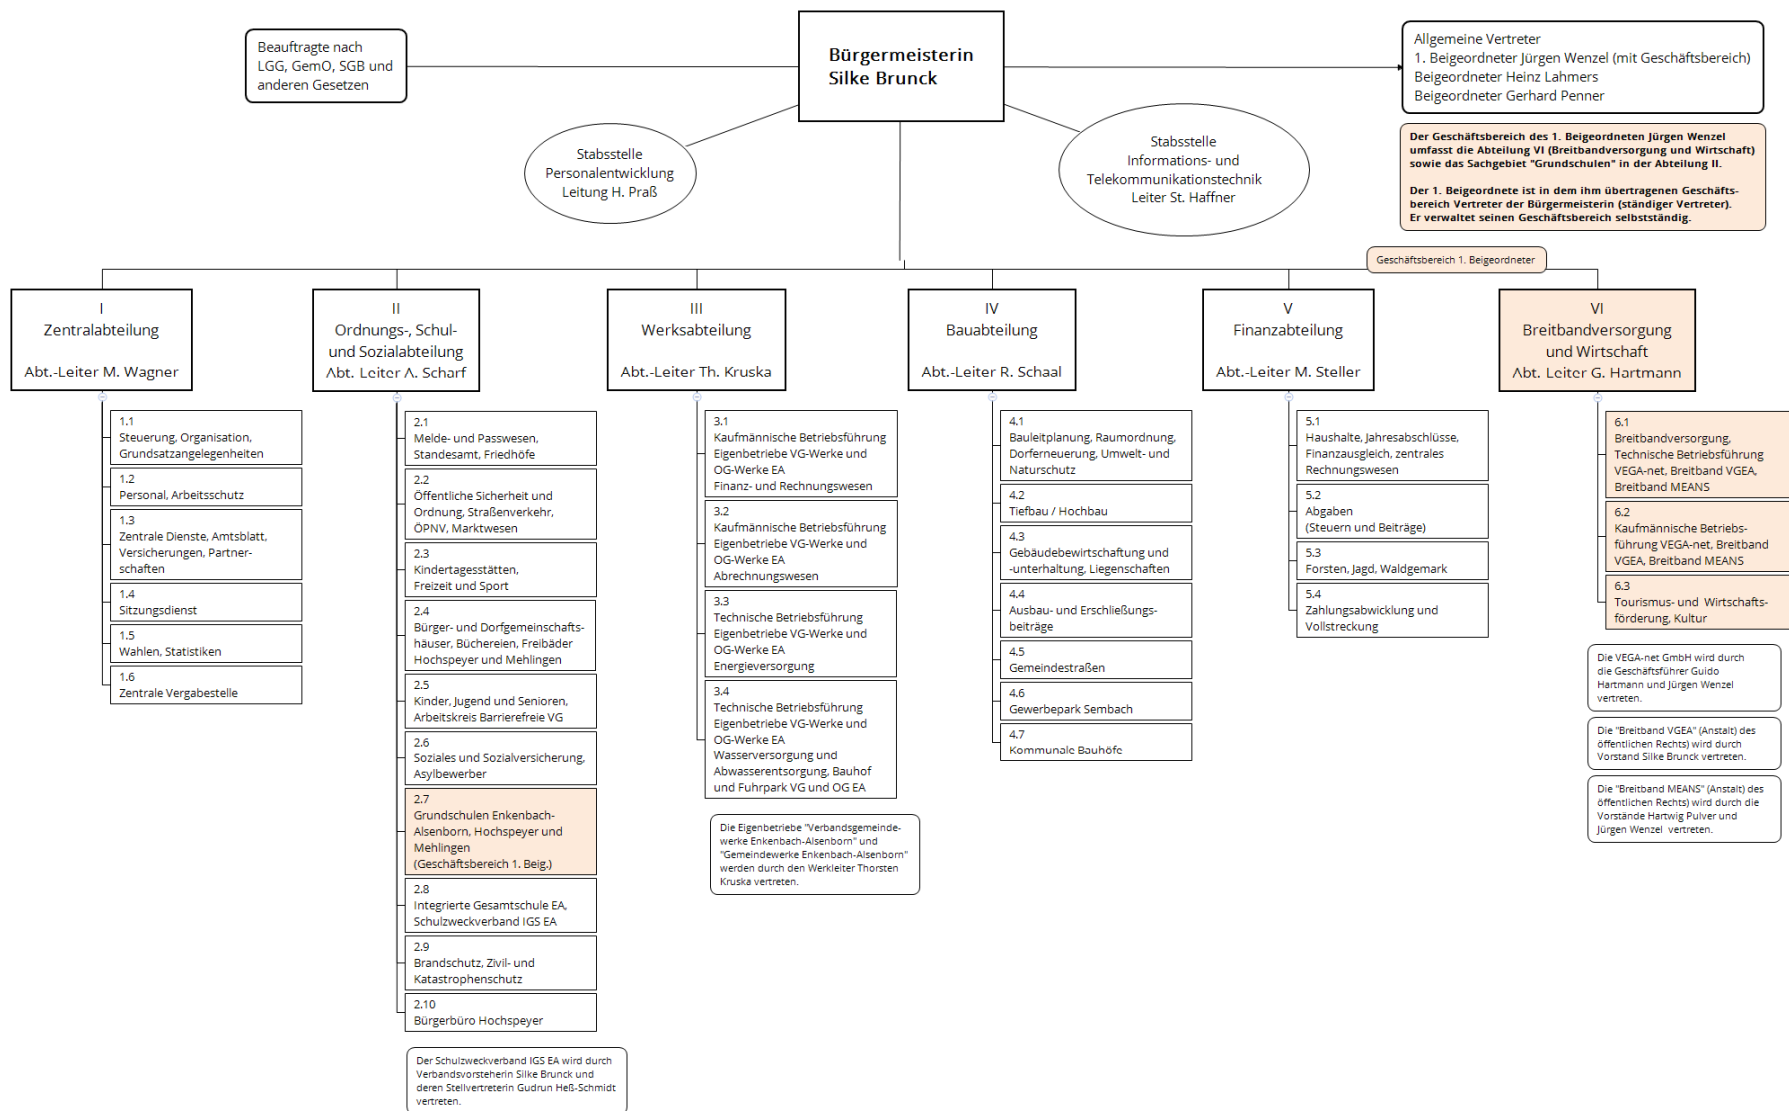 Beauftragte nach
LGG, GemO, SGB und
anderen Gesetzen
Bürgermeisterin
Silke Brunck
Allgemeine Vertreter
1. Beigeordneter Jürgen Wenzel (mit Geschäftsbereich)
Beigeordneter Heinz Lahmers
Beigeordneter Gerhard Penner
Stabsstelle
Personalentwicklung
Leitung H. Praß
Stabsstelle
Informations- und
Telekommunikationstechnik
Leiter St. Haffner
Der Geschäftsbereich des 1. Beigeordneten Jürgen Wenzel
umfasst die Abteilung VI (Breitbandversorgung und Wirtschaft)
sowie das Sachgebiet "Grundschulen" in der Abteilung II.
Der 1. Beigeordnete ist in dem ihm übertragenen Geschäfts-
bereich Vertreter der Bürgermeisterin (ständiger Vertreter).
Er verwaltet seinen Geschäftsbereich selbstständig.
Geschäftsbereich 1. Beigeordneter
I
Zentralabteilung
Abt.-Leiter M. Wagner
1.1
Steuerung, Organisation,
Grundsatzangelegenheiten
1.2
Personal, Arbeitsschutz
1.3
Zentrale Dienste, Amtsblatt,
Versicherungen, Partner-
schaften
1.4
Sitzungsdienst
1.5
Wahlen, Statistiken
1.6
Zentrale Vergabestelle
II
Ordnungs-, Schul-
und Sozialabteilung
Abt. Leiter A. Scharf
2.1
Melde- und Passwesen,
Standesamt, Friedhöfe
2.2
Öffentliche Sicherheit und
Ordnung, Straßenverkehr,
ÖPNV, Marktwesen
2.3
Kindertagesstätten,
Freizeit und Sport
2.4
Bürger- und Dorfgemeinschafts-
häuser, Büchereien, Freibäder
Hochspeyer und Mehlingen
2.5
Kinder, Jugend und Senioren,
Arbeitskreis Barrierefreie VG
2.6
Soziales und Sozialversicherung,
Asylbewerber
2.7
Grundschulen Enkenbach-
Alsenborn, Hochspeyer und
Mehlingen
(Geschäftsbereich 1. Beig.)
2.8
Integrierte Gesamtschule EA,
Schulzweckverband IGS EA
2.9
Brandschutz, Zivil- und
Katastrophenschutz
2.10
Bürgerbüro Hochspeyer
Der Schulzweckverband IGS EA wird durch
Verbandsvorsteherin Silke Brunck und
deren Stellvertreterin Gudrun Heß-Schmidt
vertreten.
III
Werksabteilung
Abt.-Leiter Th. Kruska
3.1
Kaufmännische Betriebsführung
Eigenbetriebe VG-Werke und
OG-Werke EA
Finanz- und Rechnungswesen
3.2
Kaufmännische Betriebsführung
Eigenbetriebe VG-Werke und
OG-Werke EA
Abrechnungswesen
3.3
Technische Betriebsführung
Eigenbetriebe VG-Werke und
OG-Werke EA
Energieversorgung
3.4
Technische Betriebsführung
Eigenbetriebe VG-Werke und
OG-Werke EA
Wasserversorgung und
Abwasserentsorgung, Bauhof
und Fuhrpark VG und OG EA
Die Eigenbetriebe "Verbandsgemeinde-
werke Enkenbach-Alsenborn" und
"Gemeindewerke Enkenbach-Alsenborn"
werden durch den Werkleiter Thorsten
Kruska vertreten.
IV
Bauabteilung
Abt.-Leiter R. Schaal
4.1
Bauleitplanung, Raumordnung,
Dorferneuerung, Umwelt- und
Naturschutz
4.2
Tiefbau / Hochbau
4.3
Gebäudebewirtschaftung und
-unterhaltung, Liegenschaften
4.4
Ausbau- und Erschließungs-
beiträge
4.5
Gemeindestraßen
4.6
Gewerbepark Sembach
4.7
Kommunale Bauhöfe
V
Finanzabteilung
Abt.-Leiter M. Steller
5.1
Haushalte, Jahresabschlüsse,
Finanzausgleich, zentrales
Rechnungswesen
5.2
Abgaben
(Steuern und Beiträge)
5.3
Forsten, Jagd, Waldgemark
5.4
Zahlungsabwicklung und
Vollstreckung
VI
Breitbandversorgung
und Wirtschaft
Abt. Leiter G. Hartmann
6.1
Breitbandversorgung,
Technische Betriebsführung
VEGA-net, Breitband VGEA,
Breitband MEANS
6.2
Kaufmännische Betriebs-
führung VEGA-net, Breitband
VGEA, Breitband MEANS
6.3
Tourismus- und Wirtschafts-
förderung, Kultur
Die VEGA-net GmbH wird durch
die Geschäftsführer Guido
Hartmann und Jürgen Wenzel
vertreten.
Die "Breitband VGEA" (Anstalt) des
öffentlichen Rechts) wird durch
Vorstand Silke Brunck vertreten.
Die "Breitband MEANS" (Anstalt) des
öffentlichen Rechts) wird durch die
Vorstände Hartwig Pulver und
Jürgen Wenzel vertreten.